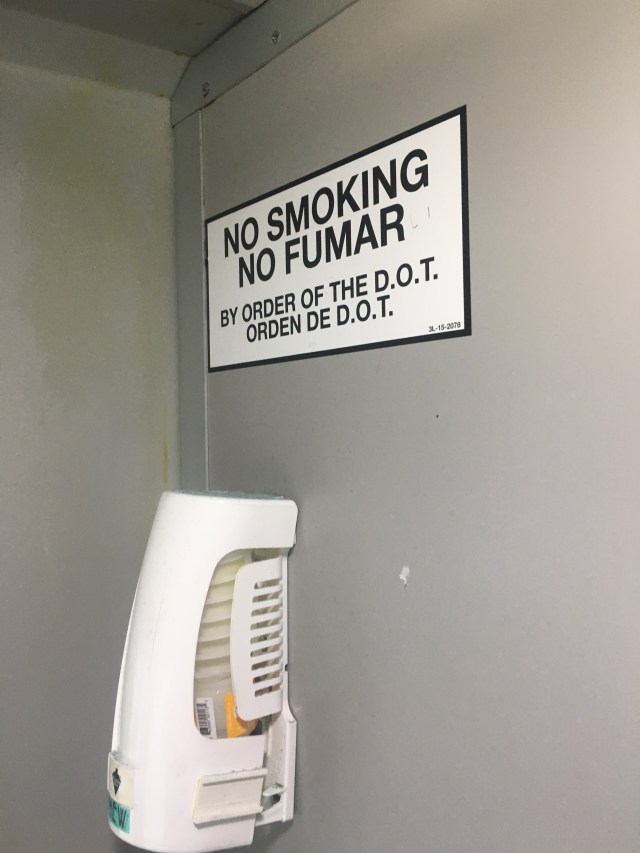 NO SMOKING
NO FUMAR
BY ORDER OF THE D.O.T.
ORDEN DE D.O.T.
3L-15-2078